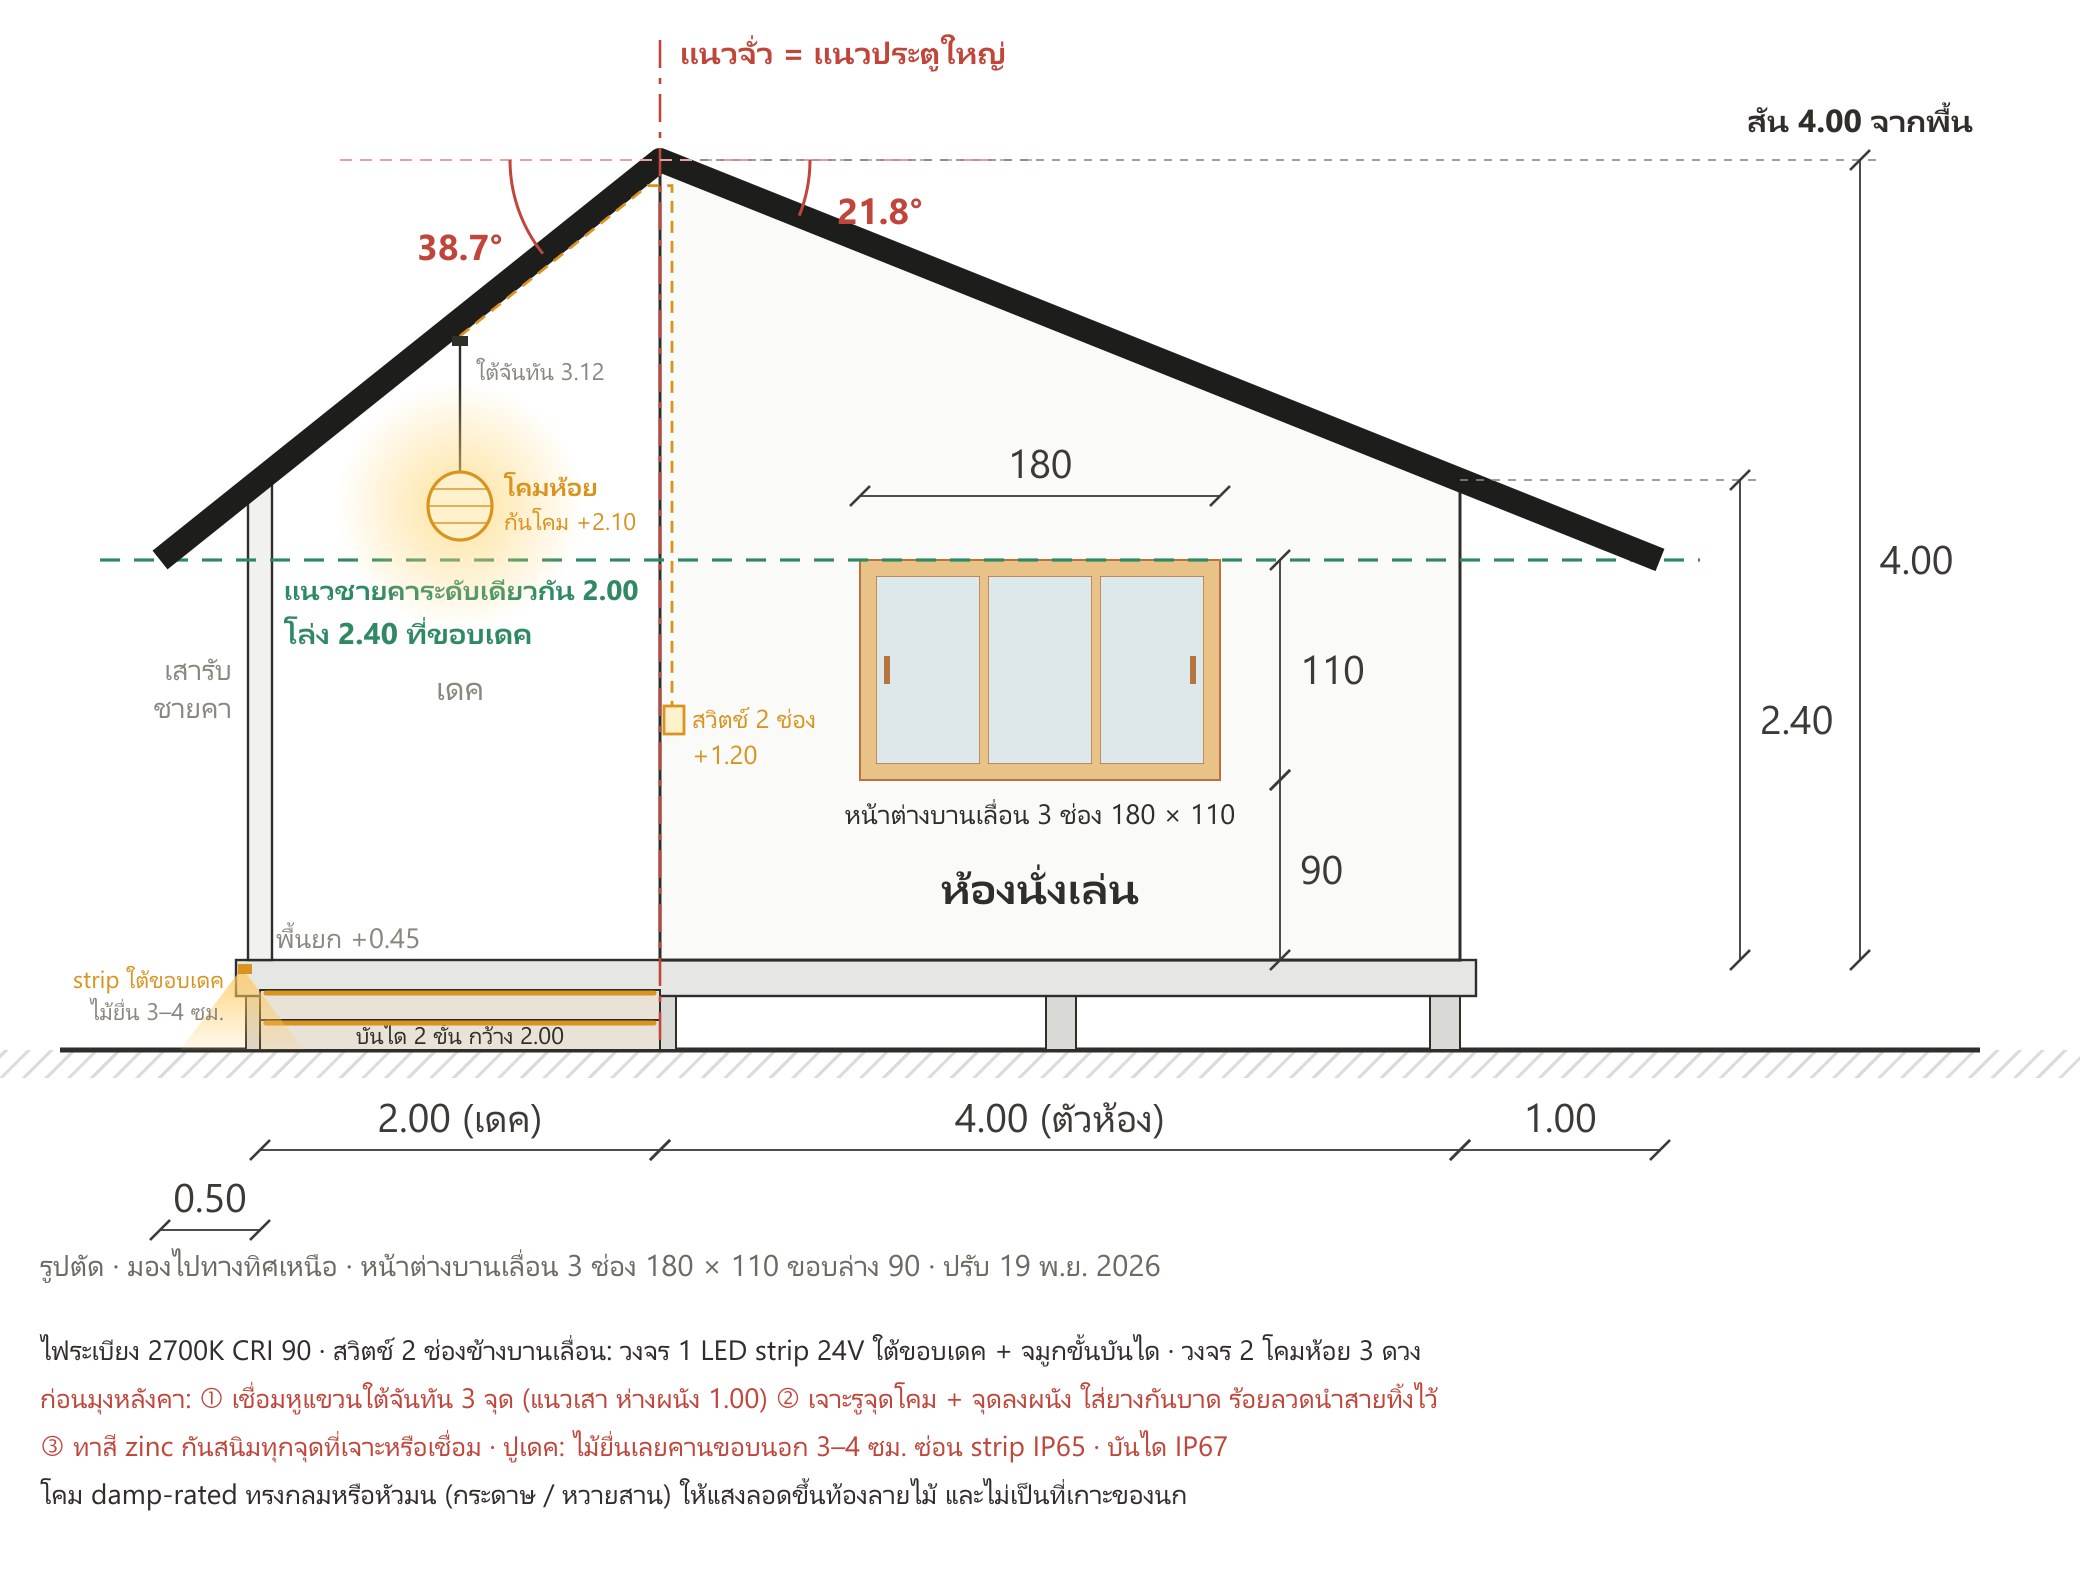 แนวจั่ว = แนวประตูใหญ่
สัน 4.00 จากพื้น
21.8°
38.7°
ใต้จันทัน 3.12
180
โคมห้อย
กันโคม +2.10
4.00
แนวชายคาระดับเดียวกัน 2.00
โล่ง 2.40 ที่ขอบเดค
เสารับ
ชายคา
เดค
110
สวิตช์ 2 ช่อง
+1.20
2.40
หน้าต่างบานเลื่อน 3 ช่อง 180 × 110
90
ห้องนั่งเล่น
พื้นยก +0.45
strip ใต้ขอบเดค
ไม้ยื่น 3–4 ซม.
บันได 2 ขั้น กว้าง 2.00
2.00 (เดค)
4.00 (ตัวห้อง)
1.00
0.50
รูปตัด · มองไปทางทิศเหนือ · หน้าต่างบานเลื่อน 3 ช่อง 180 × 110 ขอบล่าง 90 · ปรับ 19 พ.ย. 2026
ไฟระเบียง 2700K CRI 90 · สวิตช์ 2 ช่องข้างบานเลื่อน: วงจร 1 LED strip 24V ใต้ขอบเดค + จมูกขั้นบันได · วงจร 2 โคมห้อย 3 ดวง
ก่อนมุงหลังคา: ① เชื่อมหูแขวนใต้จันทัน 3 จุด (แนวเสา ห่างผนัง 1.00) ② เจาะรูจุดโคม + จุดลงผนัง ใส่ยางกันบาด ร้อยลวดนำสายทิ้งไว้
③ ทาสี zinc กันสนิมทุกจุดที่เจาะหรือเชื่อม · ปูเดค: ไม้ยื่นเลยคานขอบนอก 3–4 ซม. ซ่อน strip IP65 · บันได IP67
โคม damp-rated ทรงกลมหรือหัวมน (กระดาษ / หวายสาน) ให้แสงลอดขึ้นท้องลายไม้ และไม่เป็นที่เกาะของนก